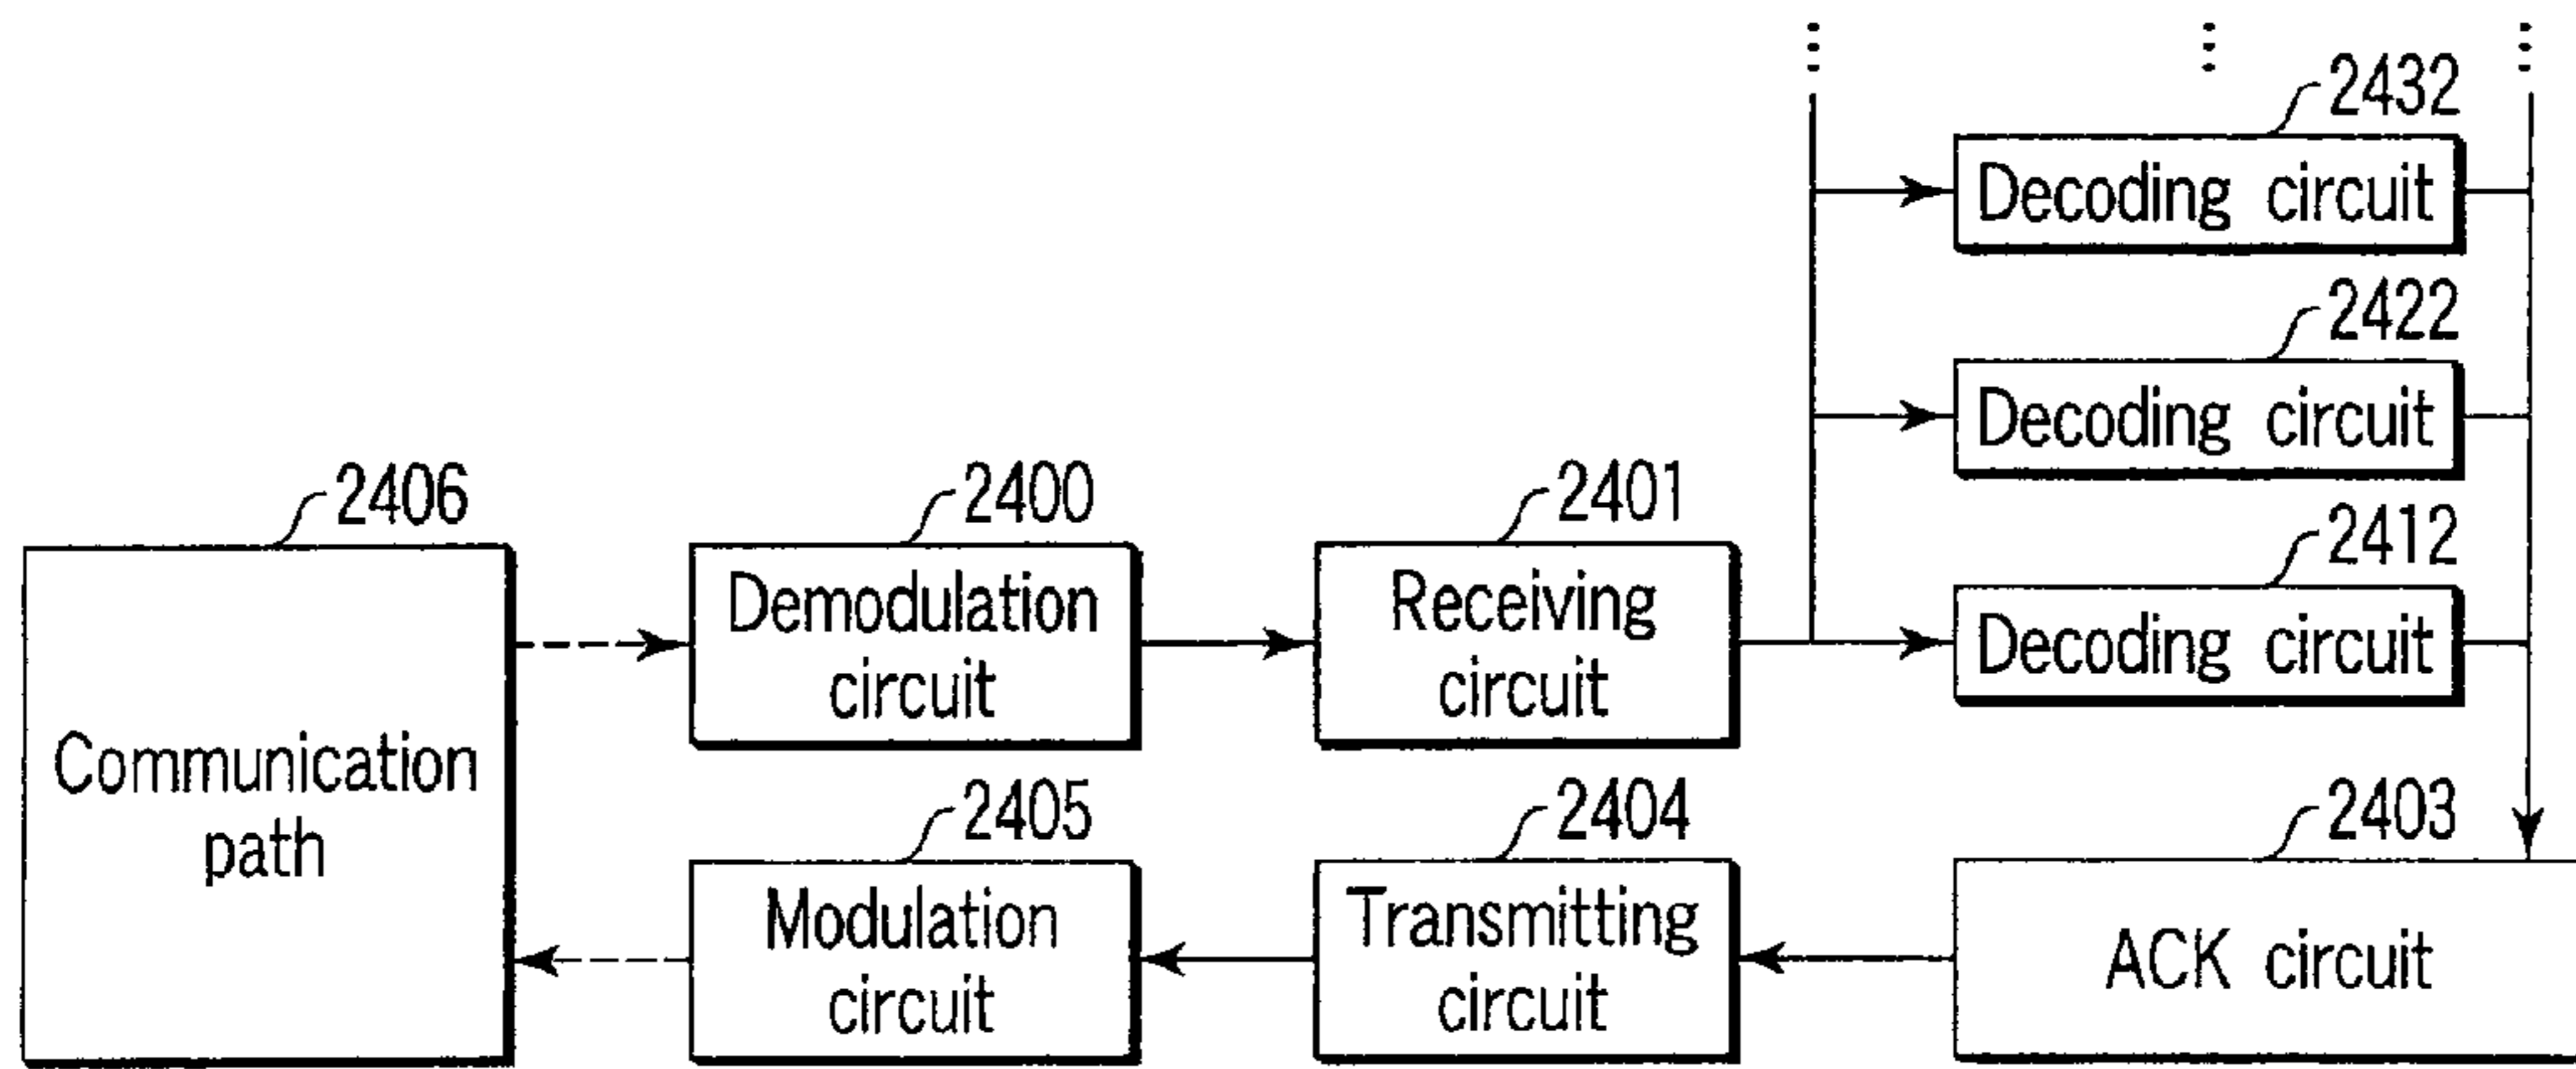 2432
Decoding circuit
2422
Decoding circuit
2406
2400
2401
2412
Demodulation
circuit
Receiving
circuit
Decoding circuit
Communication
path
2405
2404
2403
Modulation
circuit
Transmitting
circuit
ACK circuit